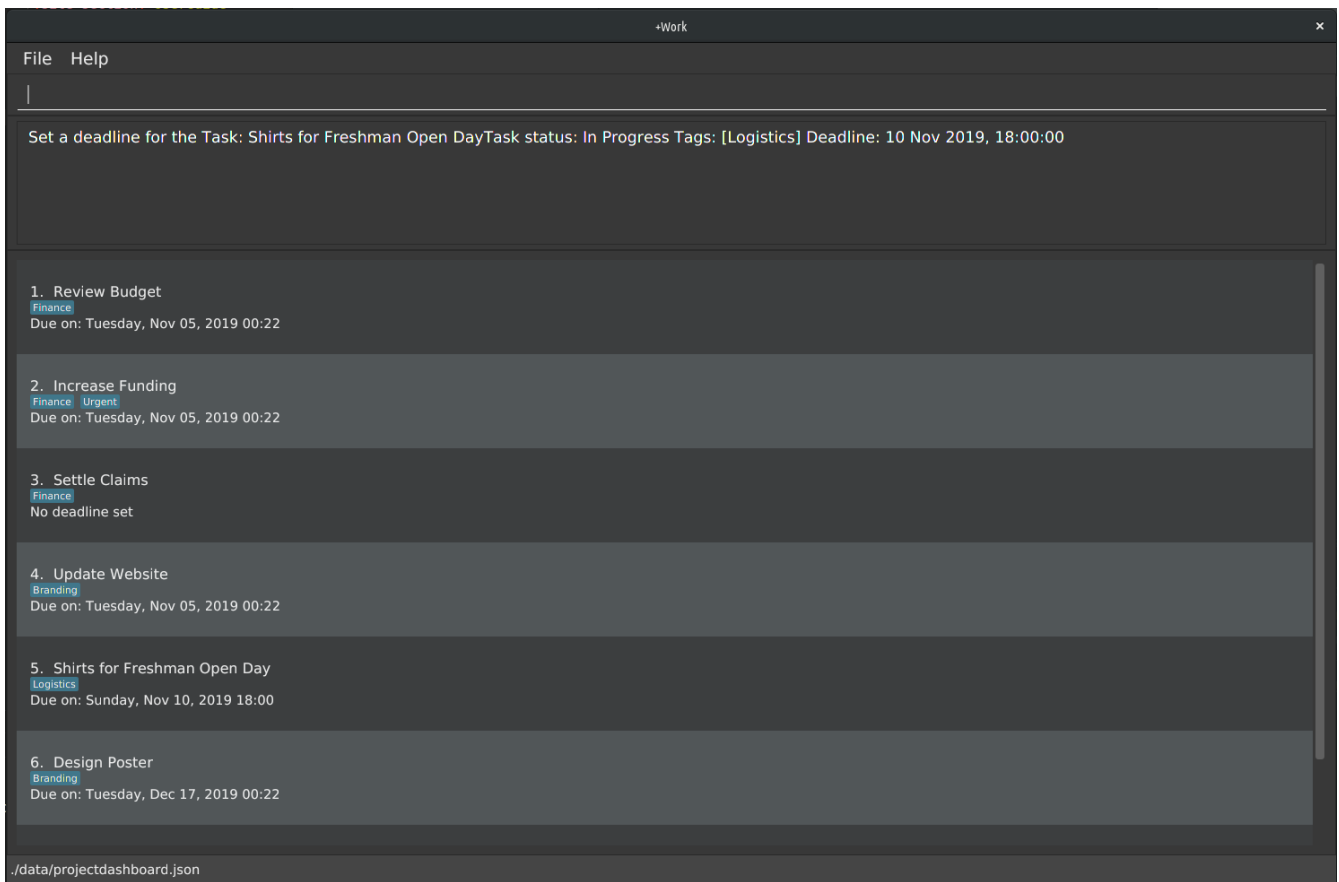 +Work
×
File Help
Set a deadline for the Task: Shirts for Freshman Open DayTask status: In Progress Tags: [Logistics] Deadline: 10 Nov 2019, 18:00:00
1. Review Budget
Finance
Due on: Tuesday, Nov 05, 2019 00:22
2. Increase Funding
Finance Urgent
Due on: Tuesday, Nov 05, 2019 00:22
3. Settle Claims
Finance
No deadline set
4. Update Website
Branding
Due on: Tuesday, Nov 05, 2019 00:22
5. Shirts for Freshman Open Day
Logistics
Due on: Sunday, Nov 10, 2019 18:00
6. Design Poster
Branding
Due on: Tuesday, Dec 17, 2019 00:22
./data/projectdashboard.json